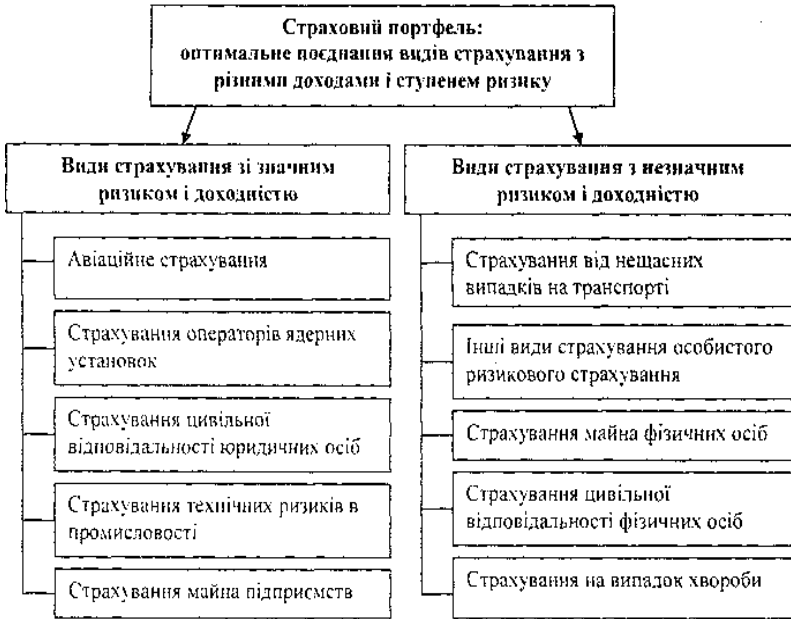 Страховий портфель:
оптимальне поєднання видів страхування з
різними доходами і ступенем ризику
Види страхування зі значним
ризиком і доходністю
Авіаційне страхування
Страхування операторів ядерних
установок
Страхування цивільної
відповідальності юридичних осіб
Страхування технічних ризиків в
промисловості
Страхування майна підприємств
Види страхування з незначним
ризиком і доходністю
Страхування від нещасних
випадків на транспорті
Інші види страхування особистого
ризикового страхування
Страхування майна фізичних осіб
Страхування цивільної
відповідальності фізичних осіб
Страхування на випадок хвороби